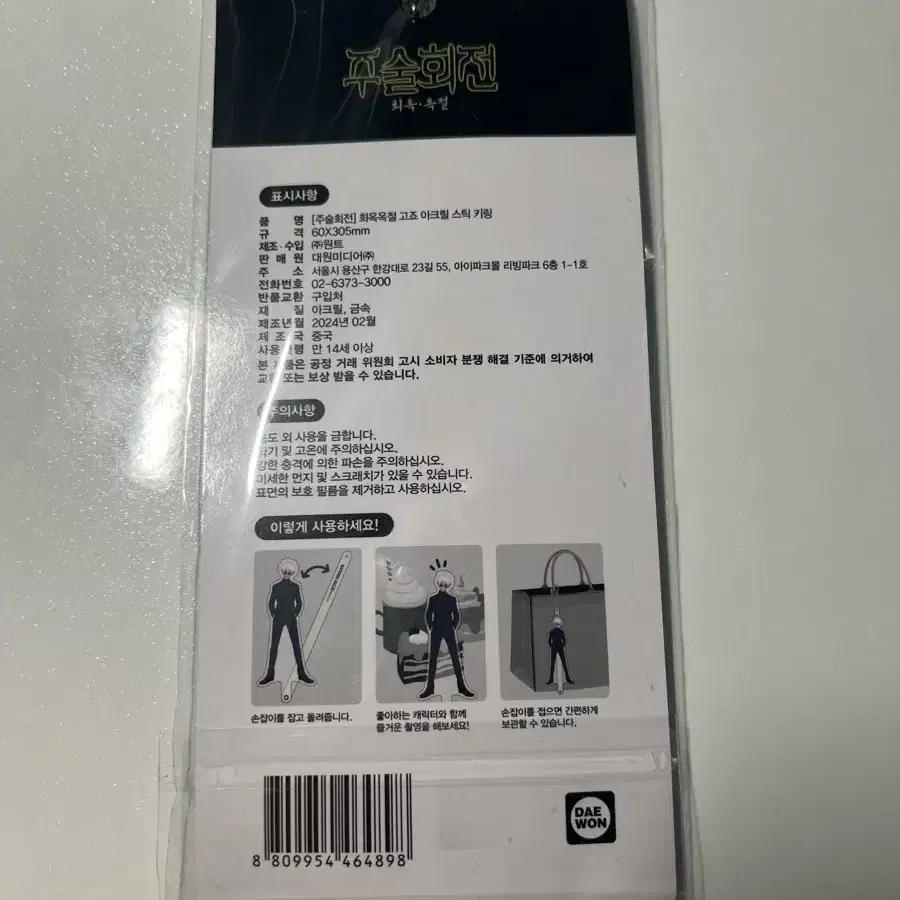 주술회전
회옥·옥절
표시사항
품 명 [주술회전] 회옥옥절 고죠 아크릴 스틱 키링
규 격 60X305mm
제조·수입 ㈜원트
판 매 원 대원미디어㈜
주 소 서울시 용산구 한강대로 23길 55, 아이파크몰 리빙파크 6층 1-1호
전화번호 02-6373-3000
반품교환 구입처
재 질 아크릴, 금속
제조년월 2024년 02월
제 조 국 중국
사용연령 만 14세 이상
본 제품은 공정 거래 위원회 고시 소비자 분쟁 해결 기준에 의거하여
교환 또는 보상 받을 수 있습니다.
주의사항
용도 외 사용을 금합니다.
화기 및 고온에 주의하십시오.
강한 충격에 의한 파손을 주의하십시오.
미세한 먼지 및 스크래치가 있을 수 있습니다.
표면의 보호 필름을 제거하고 사용하십시오.
이렇게 사용하세요!
손잡이를 잡고 돌려줍니다.
좋아하는 캐릭터와 함께
즐거운 촬영을 해보세요!
손잡이를 접으면 간편하게
보관할 수 있습니다.
8 809954 464898
DAE
WON